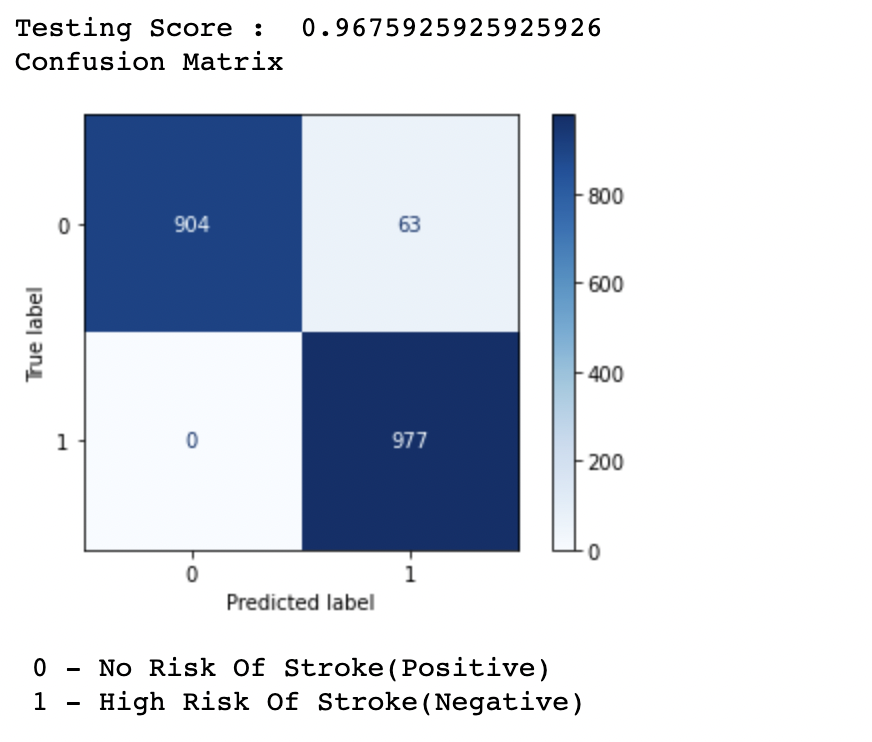 Testing Score :  0.9675925925925926
Confusion Matrix
904
63
0
977
0
1
True label
0
1
Predicted label
800
600
400
200
0
0 - No Risk Of Stroke(Positive)
1 - High Risk Of Stroke(Negative)